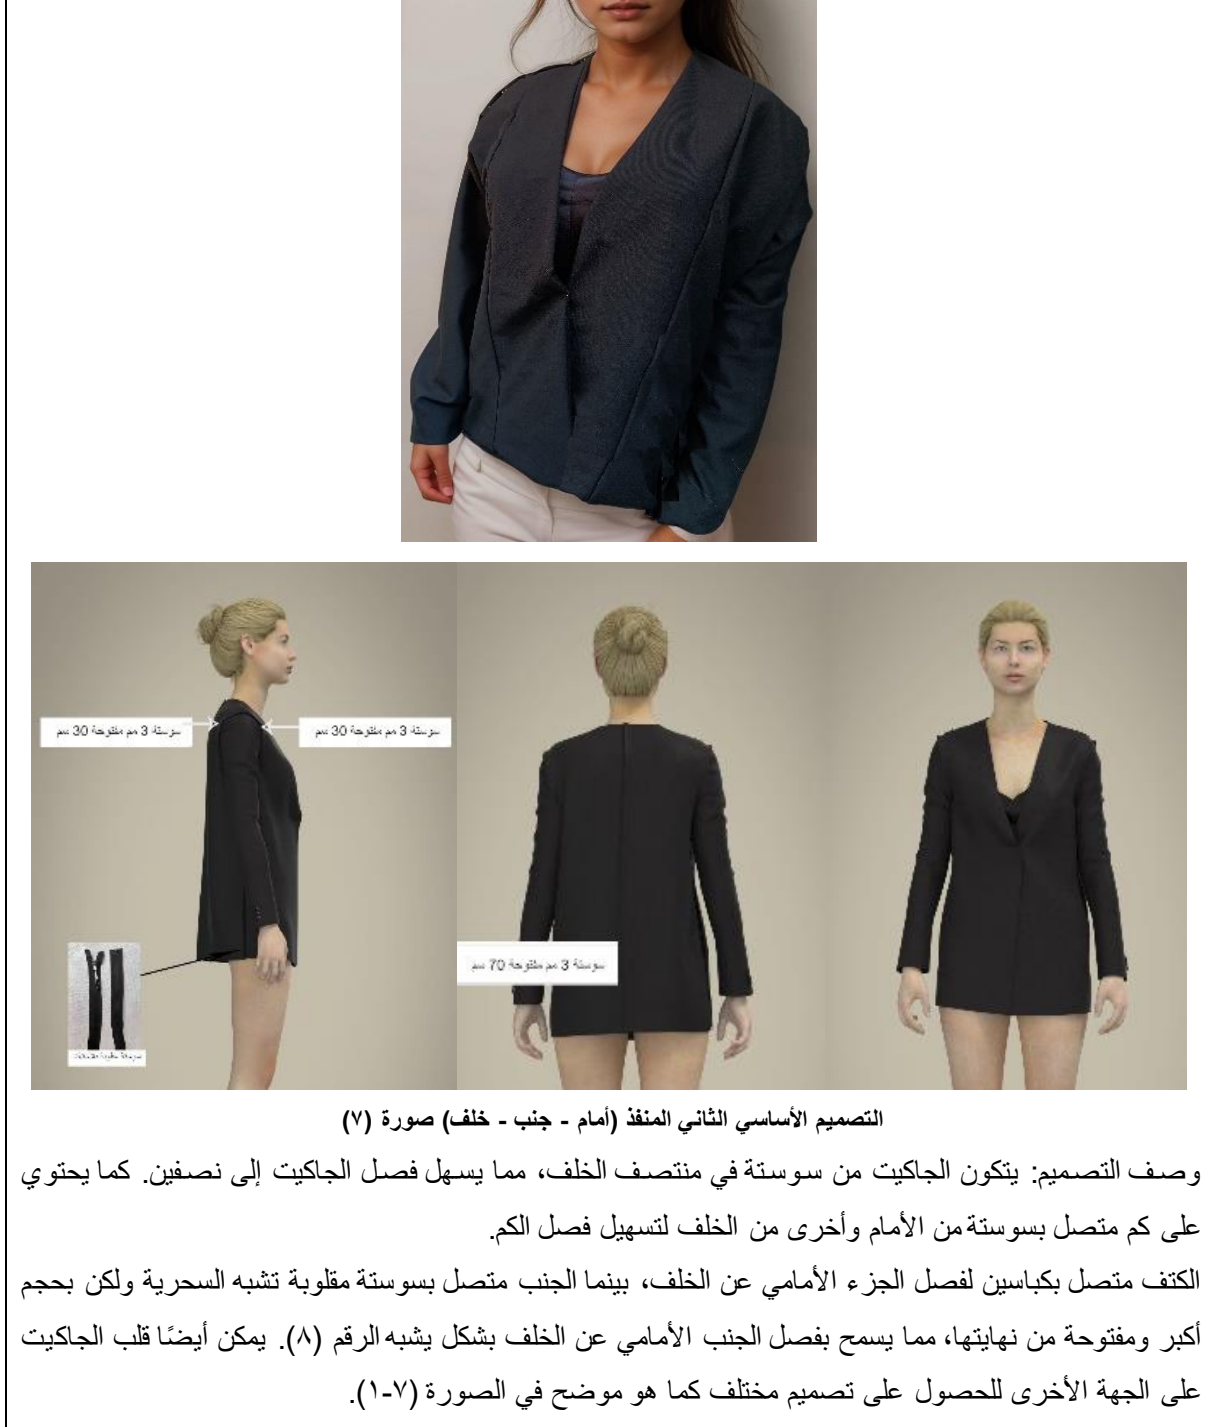 سوستة 3 مم مفتوحة 30 سم
سوستة 3 مم مفتوحة 30 سم
سوستة 3 مم مفتوحة 70 سم
سوستة مقلوبة
التصميم الأساسي الثاني المنفذ (أمام - جنب - خلف) صورة (٧)
وصف التصميم: يتكون الجاكيت من سوستة في منتصف الخلف، مما يسهل فصل الجاكيت إلى نصفين. كما يحتوي
على كم متصل بسوستة من الأمام وأخرى من الخلف لتسهيل فصل الكم.
الكتف متصل بكباسين لفصل الجزء الأمامي عن الخلف، بينما الجنب متصل بسوستة مقلوبة تشبه السحرية ولكن بحجم
أكبر ومفتوحة من نهايتها، مما يسمح بفصل الجنب الأمامي عن الخلف بشكل يشبه الرقم (٨). يمكن أيضًا قلب الجاكيت
على الجهة الأخرى للحصول على تصميم مختلف كما هو موضح في الصورة (٧-١).